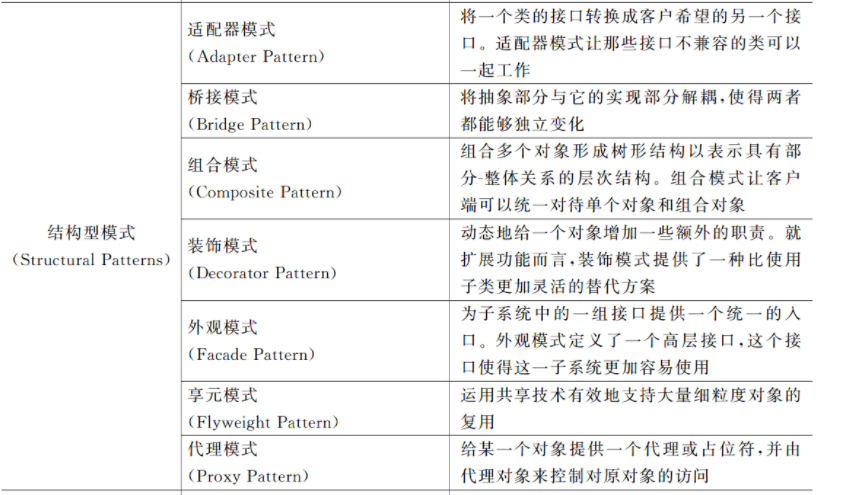 结构型模式
(Structural Patterns)
适配器模式
(Adapter Pattern)
将一个类的接口转换成客户希望的另一个接
口。适配器模式让那些接口不兼容的类可以
一起工作
桥接模式
(Bridge Pattern)
将抽象部分与它的实现部分解耦,使得两者
都能够独立变化
组合模式
(Composite Pattern)
组合多个对象形成树形结构以表示具有部
分-整体关系的层次结构。组合模式让客户
端可以统一对待单个对象和组合对象
装饰模式
(Decorator Pattern)
动态地给一个对象增加一些额外的职责。就
扩展功能而言,装饰模式提供了一种比使用
子类更加灵活的替代方案
外观模式
(Facade Pattern)
为子系统中的一组接口提供一个统一的入
口。外观模式定义了一个高层接口,这个接
口使得这一子系统更加容易使用
享元模式
(Flyweight Pattern)
运用共享技术有效地支持大量细粒度对象的
复用
代理模式
(Proxy Pattern)
给某一个对象提供一个代理或占位符,并由
代理对象来控制对原对象的访问